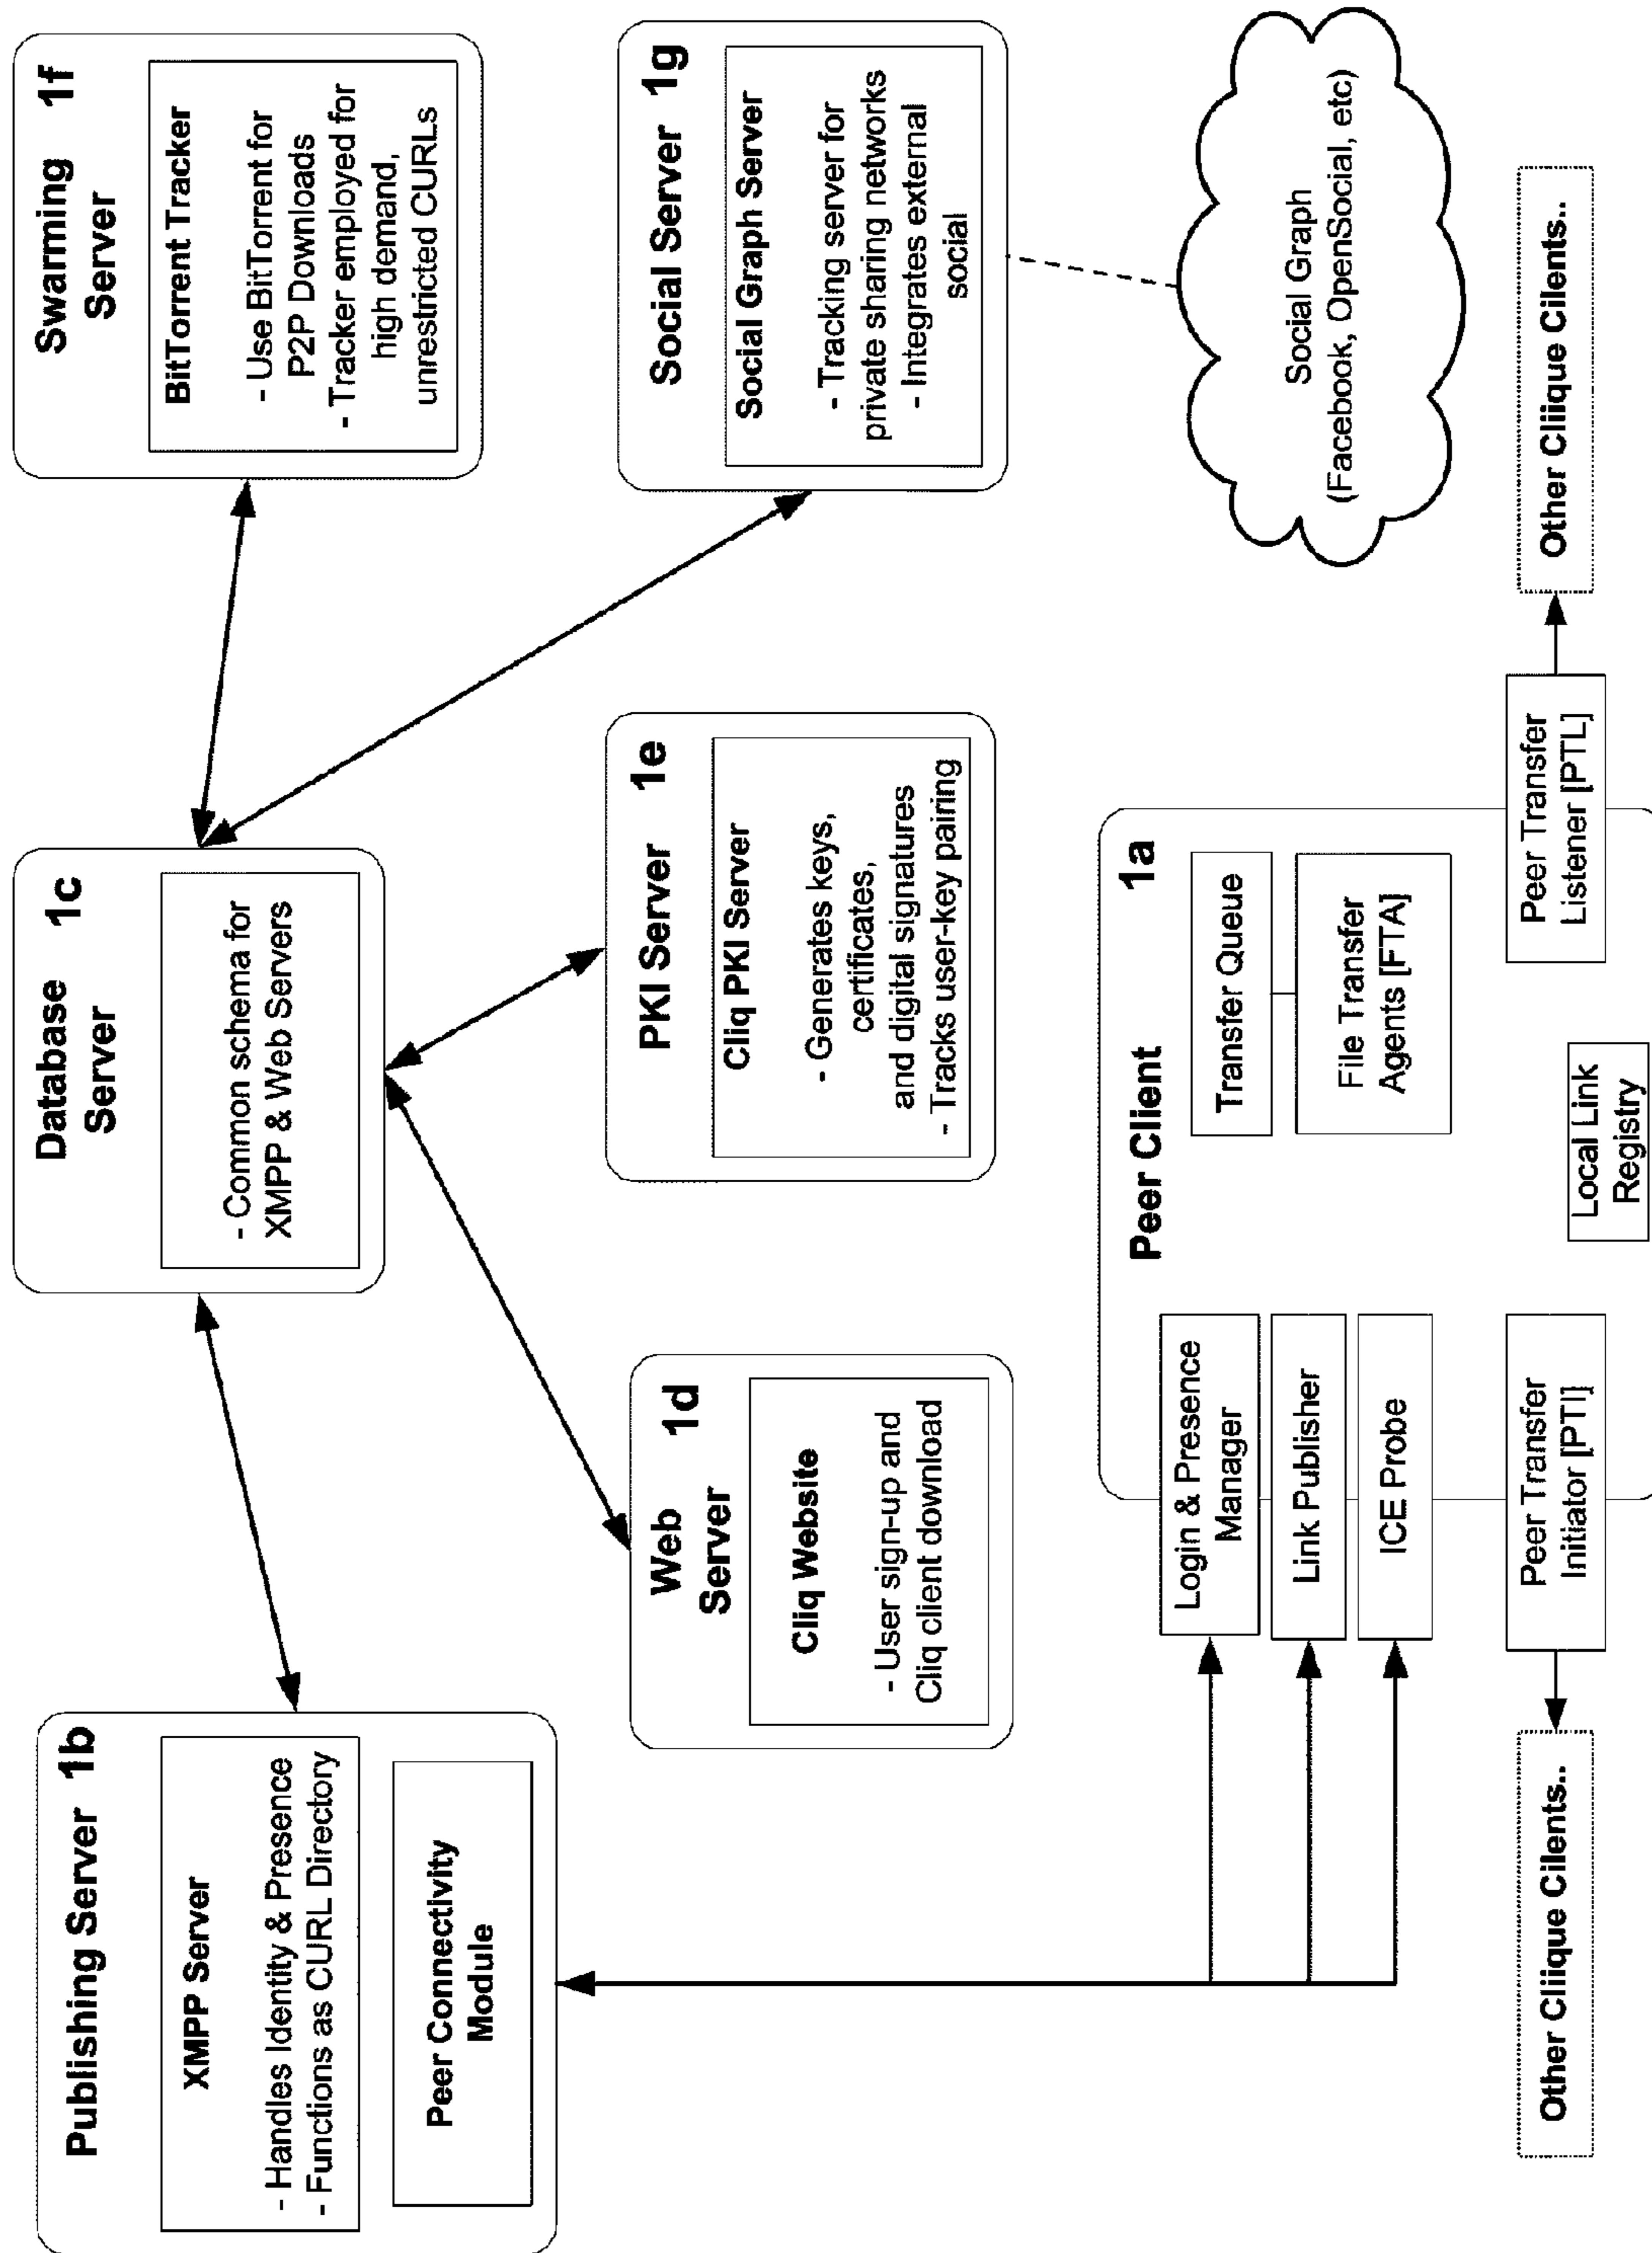 Publishing Server 1b
XMPP Server
- Handles Identity & Presence
- Functions as CURL Directory
Peer Connectivity
Module
Database 1c
Server
- Common schema for
XMPP & Web Servers
Swarming 1f
Server
BitTorrent Tracker
- Use BitTorrent for
P2P Downloads
- Tracker employed for
high demand,
unrestricted CURLs
Web 1d
Server
Cliq Website
- User sign-up and
Cliq client download
PKI Server 1e
Cliq PKI Server
- Generates keys,
certificates,
and digital signatures
- Tracks user-key pairing
Social Server 1g
Social Graph Server
- Tracking server for
private sharing networks
- Integrates external
social
Peer Client 1a
Login & Presence
Manager
Link Publisher
ICE Probe
Peer Transfer
Initiator [PTI]
Transfer Queue
File Transfer
Agents [FTA]
Local Link
Registry
Peer Transfer
Listener [PTL]
Social Graph
(Facebook, OpenSocial, etc)
Other Cliique Cilents..
Other Cliique Cilents..